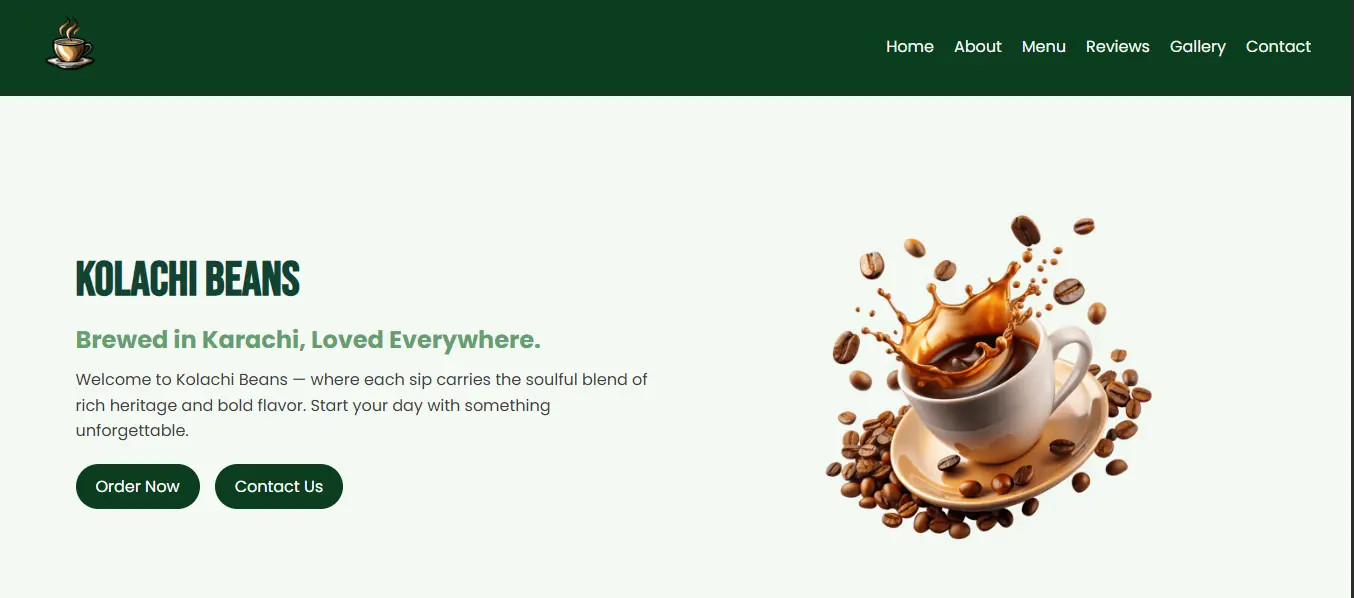 Home About Menu Reviews Gallery Contact
KOLACHI BEANS
Brewed in Karachi, Loved Everywhere.
Welcome to Kolachi Beans — where each sip carries the soulful blend of
rich heritage and bold flavor. Start your day with something
unforgettable.
Order Now Contact Us